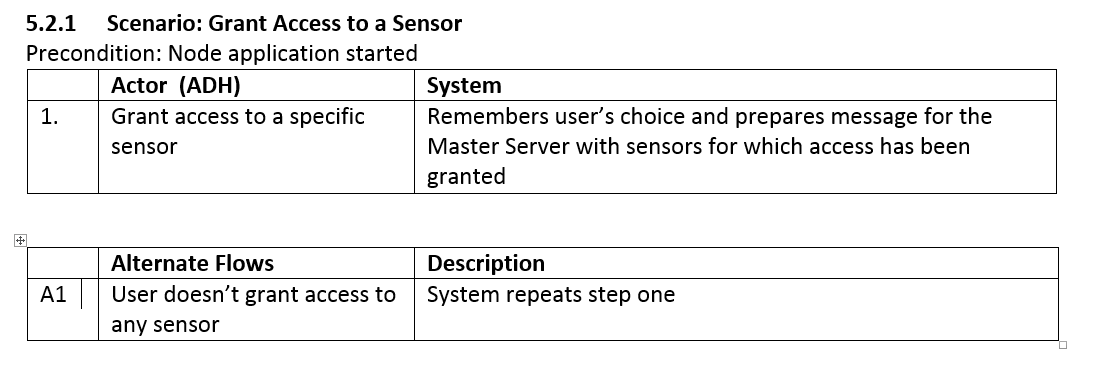 5.2.1 Scenario: Grant Access to a Sensor
Precondition: Node application started
Actor (ADH) System
1. Grant access to a specific Remembers user’s choice and prepares message for the
sensor Master Server with sensors for which access has been
granted
Alternate Flows Description
A1 User doesn’t grant access to System repeats step one
any sensor